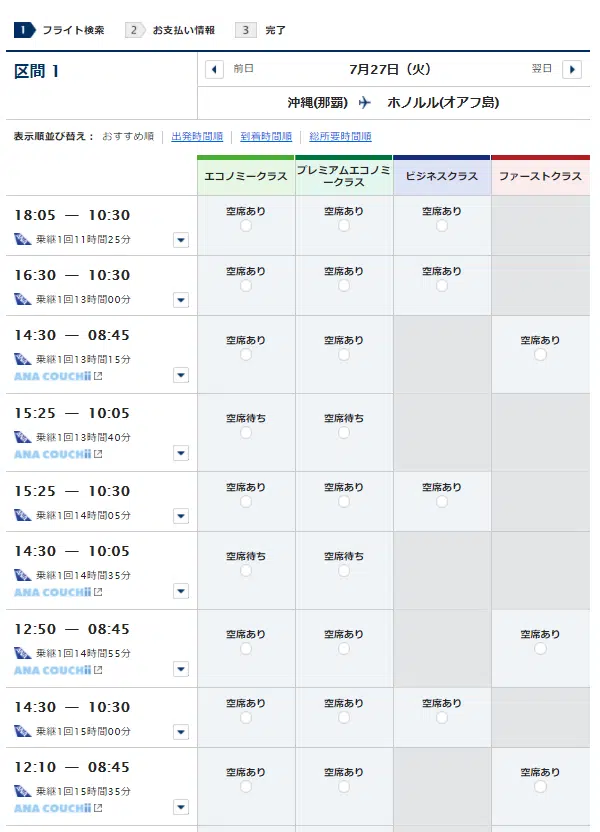 1 フライト検索 2 お支払い情報 3 完了
区間 1
前日 7月27日（火） 翌日
沖縄(那覇) ホノルル(オアフ島)
表示順並び替え： おすすめ順 出発時間順 到着時間順 総所要時間順
エコノミークラス プレミアムエコノミークラス ビジネスクラス ファーストクラス
18:05 — 10:30 空席あり 空席あり 空席あり
乗継1回11時間25分
16:30 — 10:30 空席あり 空席あり 空席あり
乗継1回13時間00分
14:30 — 08:45 空席あり 空席あり 空席あり
乗継1回13時間15分
ANA COUCHii
15:25 — 10:05 空席待ち 空席待ち
乗継1回13時間40分
ANA COUCHii
15:25 — 10:30 空席あり 空席あり 空席あり
乗継1回14時間05分
14:30 — 10:05 空席待ち 空席待ち
乗継1回14時間35分
ANA COUCHii
12:50 — 08:45 空席あり 空席あり 空席あり
乗継1回14時間55分
ANA COUCHii
14:30 — 10:30 空席あり 空席あり 空席あり
乗継1回15時間00分
12:10 — 08:45 空席あり 空席あり 空席あり
乗継1回15時間35分
ANA COUCHii